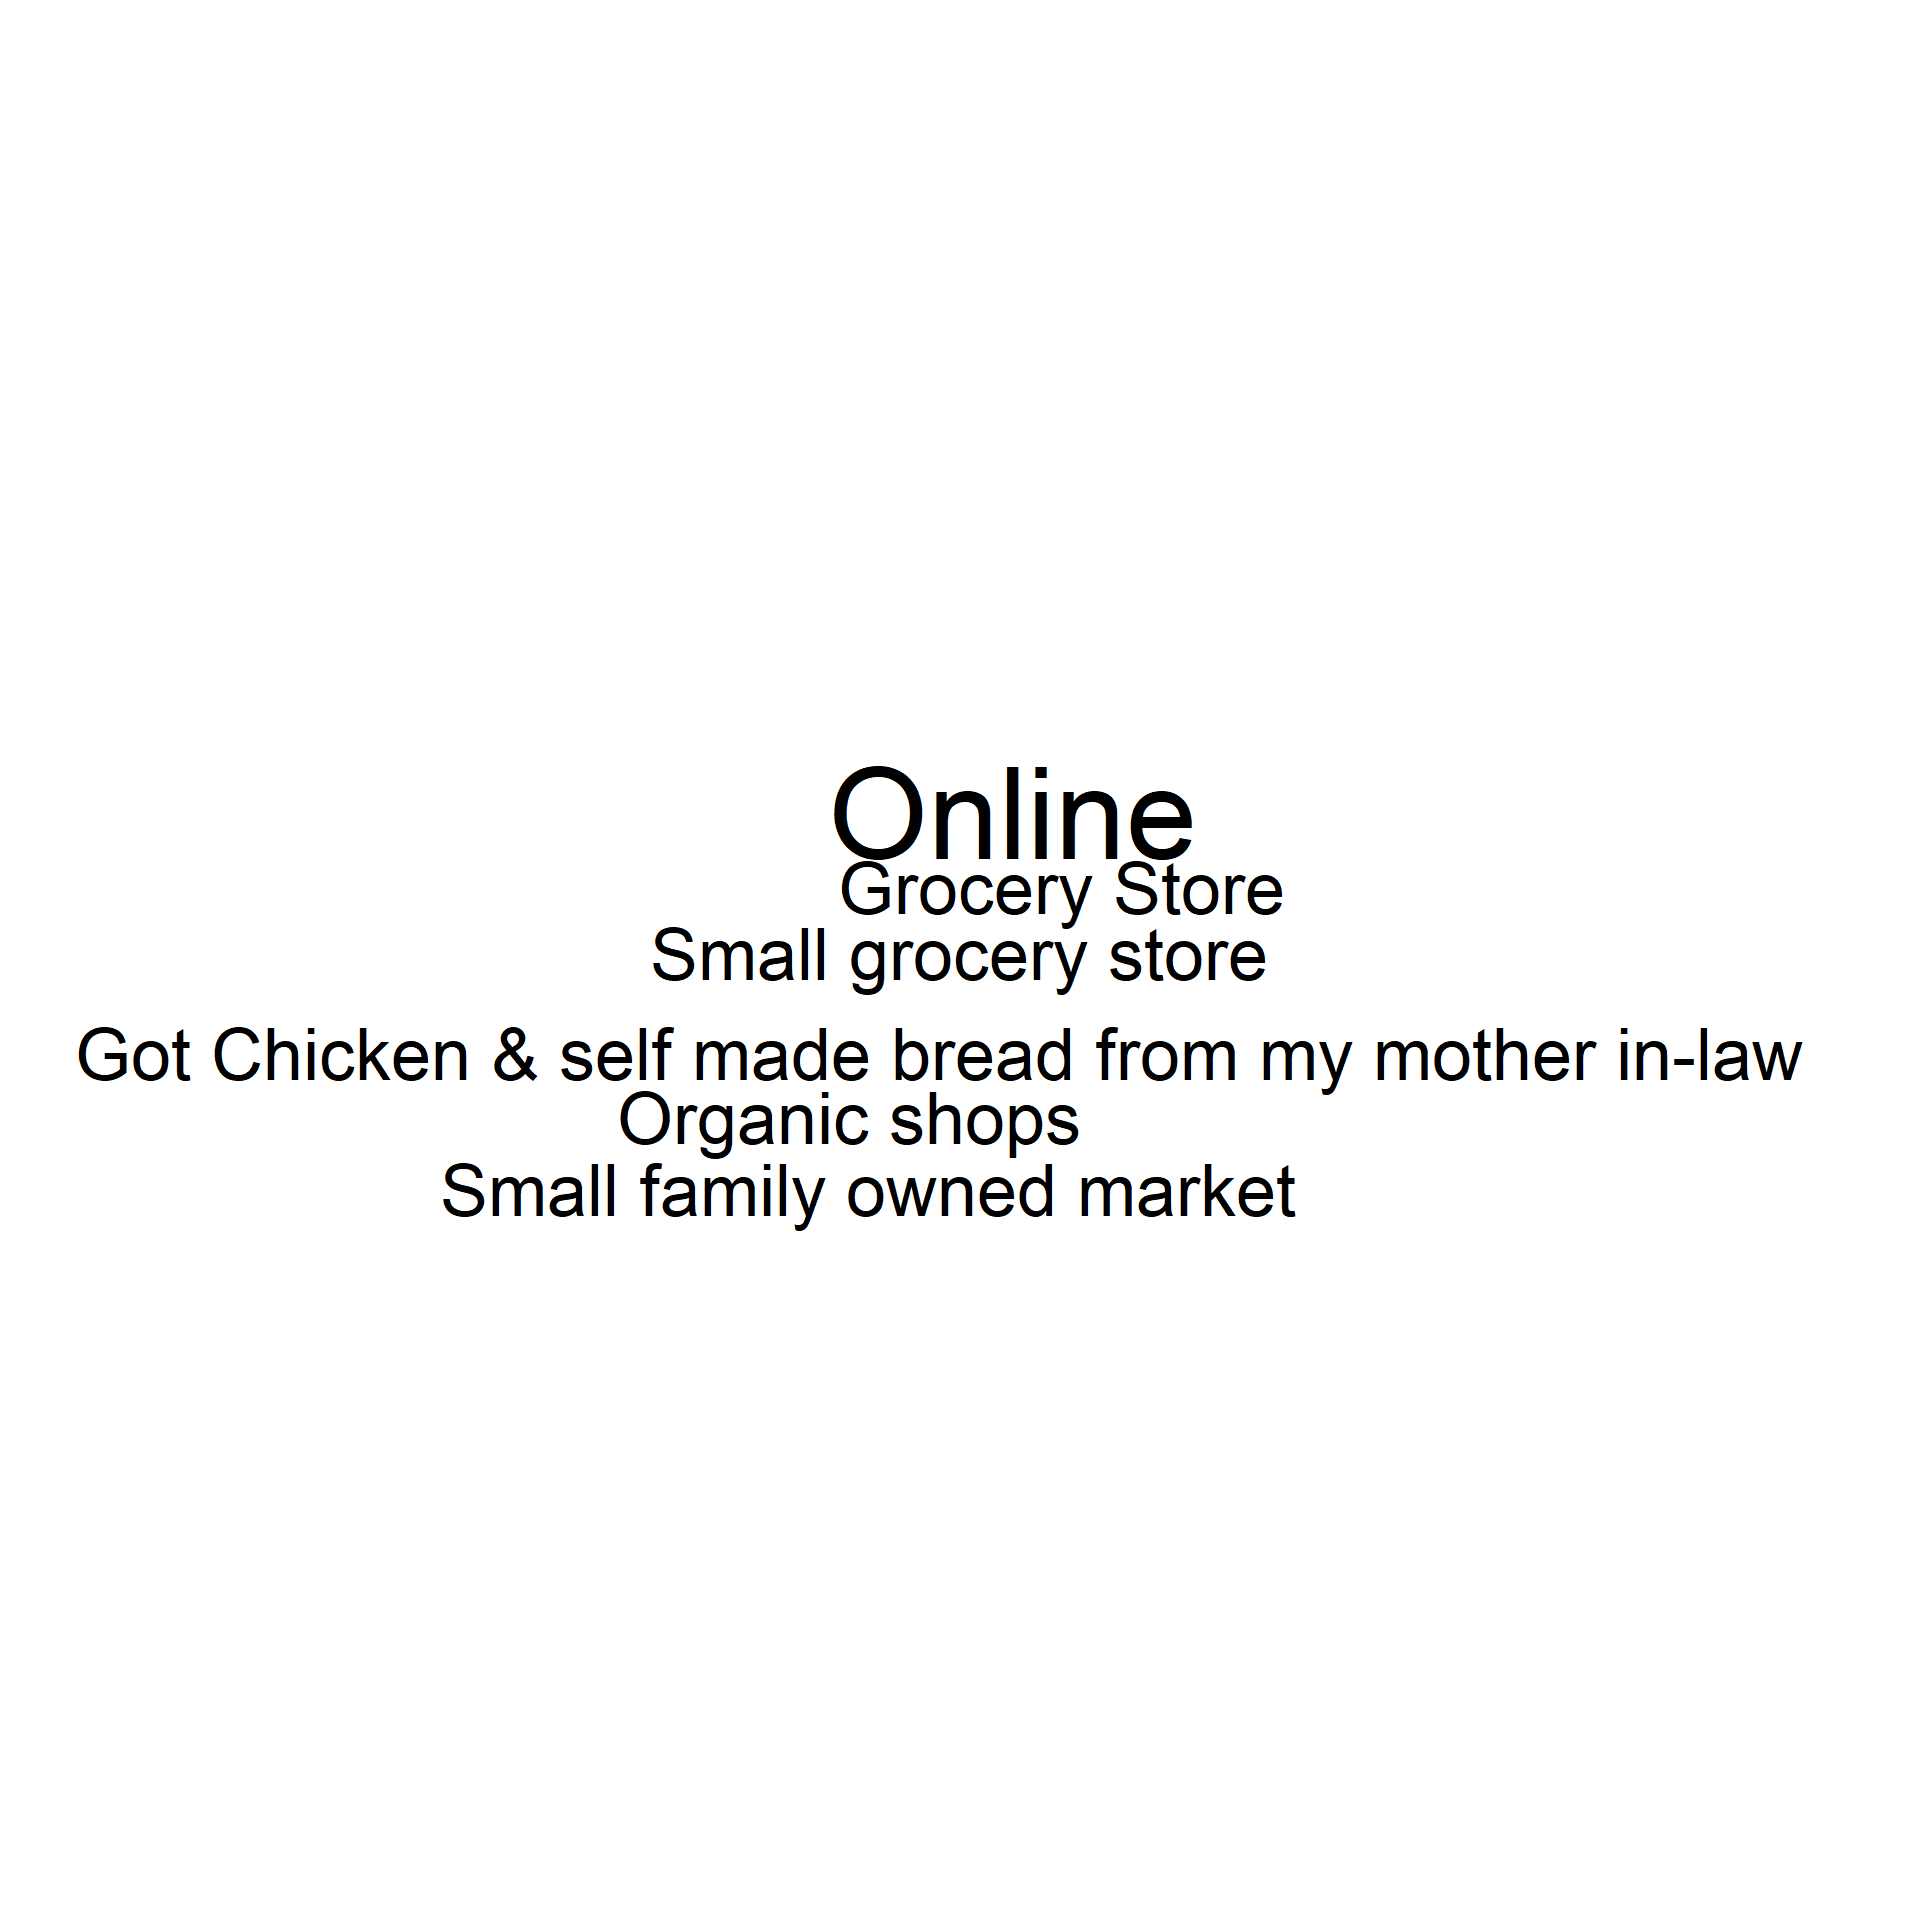 Online
Grocery Store
Small grocery store
Got Chicken & self made bread from my mother in-law
Organic shops
Small family owned market